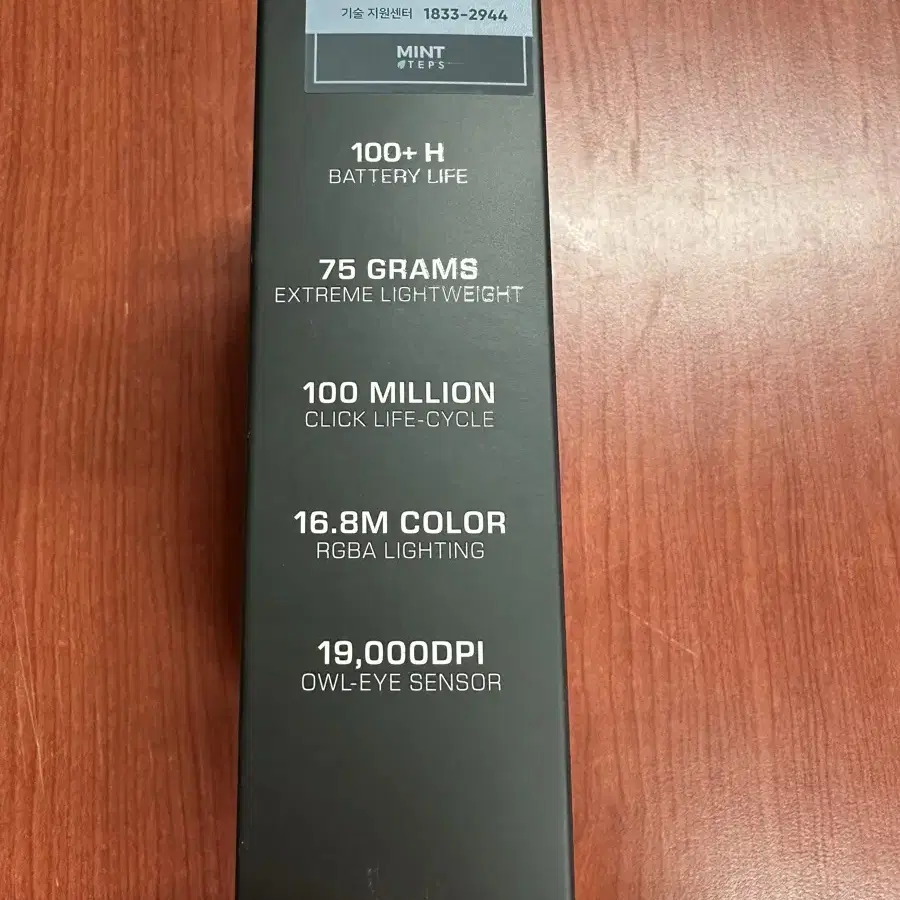 기술 지원센터 1833-2944
MINT
TEPS
100+ H
BATTERY LIFE
75 GRAMS
EXTREME LIGHTWEIGHT
100 MILLION
CLICK LIFE-CYCLE
16.8M COLOR
RGBA LIGHTING
19,000DPI
OWL-EYE SENSOR